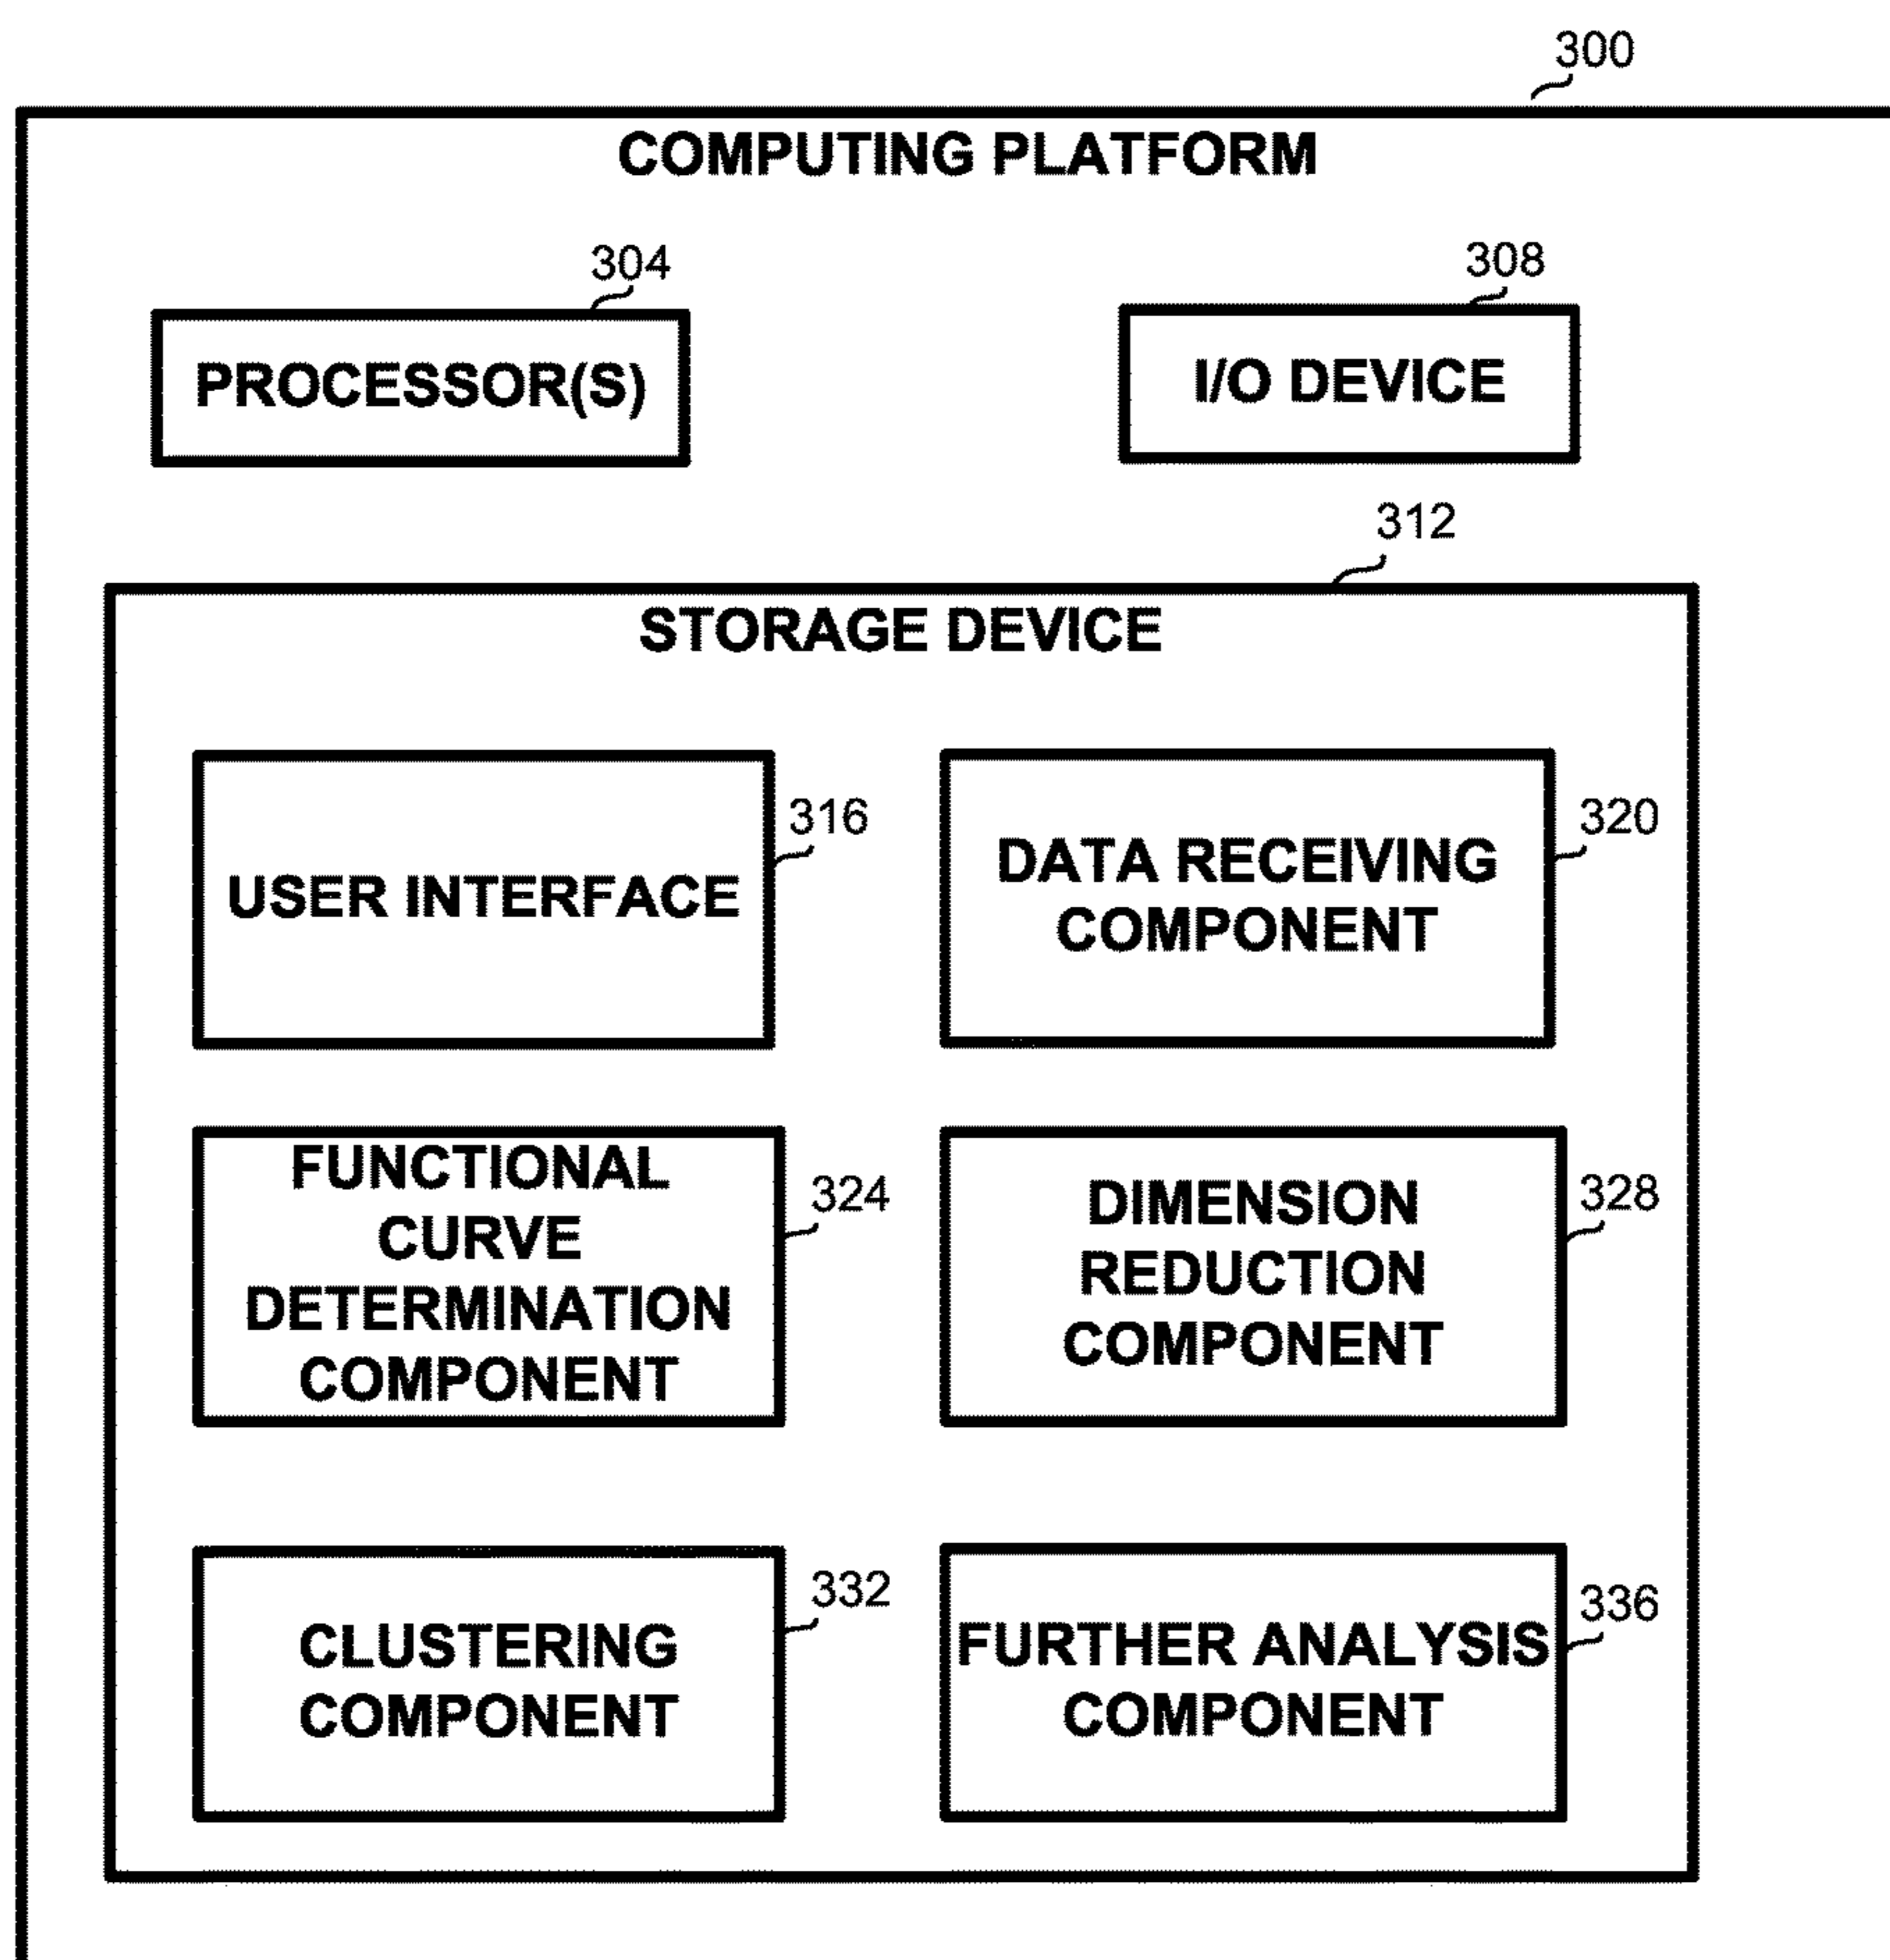 300
COMPUTING PLATFORM
304
308
PROCESSOR(S)
I/O DEVICE
312
STORAGE DEVICE
316
USER INTERFACE
320
DATA RECEIVING
COMPONENT
FUNCTIONAL
CURVE
DETERMINATION
COMPONENT
324
DIMENSION
REDUCTION
COMPONENT
328
CLUSTERING
COMPONENT
332
FURTHER ANALYSIS
COMPONENT
336